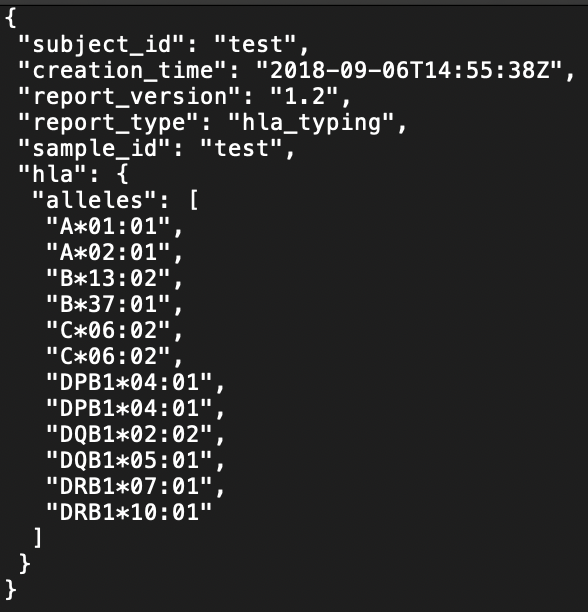 {
 "subject_id": "test",
 "creation_time": "2018-09-06T14:55:38Z",
 "report_version": "1.2",
 "report_type": "hla_typing",
 "sample_id": "test",
 "hla": {
  "alleles": [
   "A*01:01",
   "A*02:01",
   "B*13:02",
   "B*37:01",
   "C*06:02",
   "C*06:02",
   "DPB1*04:01",
   "DPB1*04:01",
   "DQB1*02:02",
   "DQB1*05:01",
   "DRB1*07:01",
   "DRB1*10:01"
  ]
 }
}